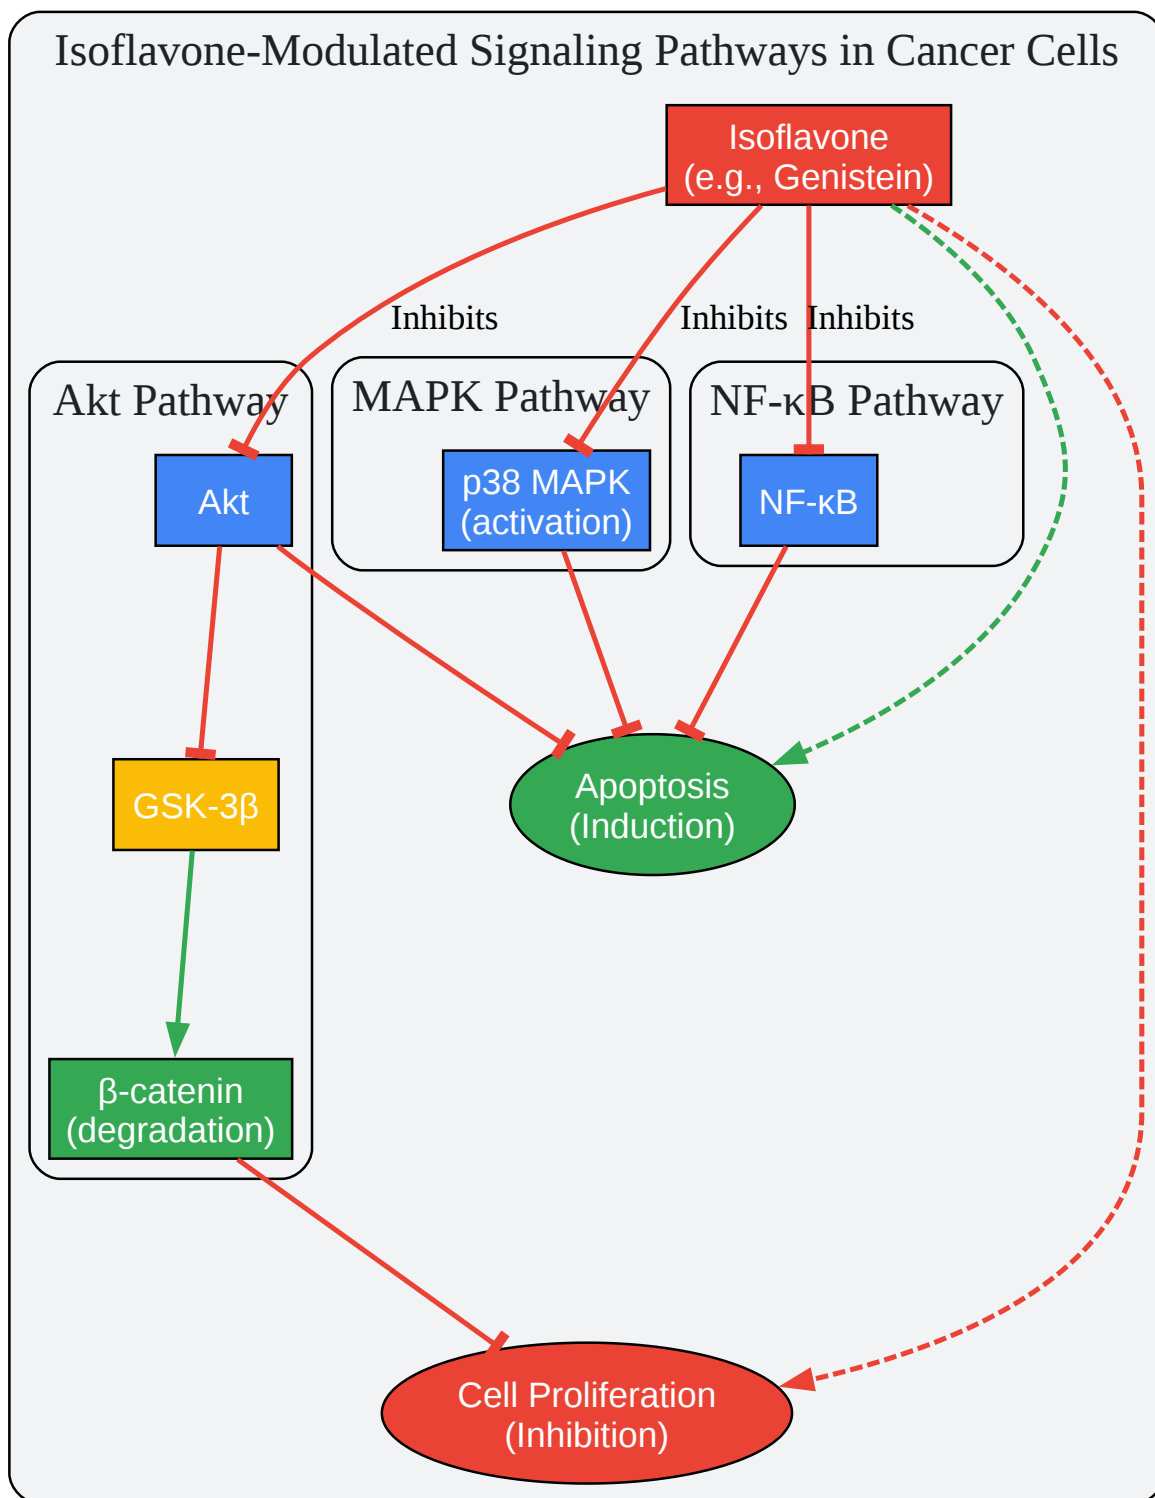 Isoflavone-Modulated Signaling Pathways in Cancer Cells
Isoflavone
(e.g., Genistein)
Inhibits
Inhibits
Inhibits
Akt Pathway
MAPK Pathway
NF-κB Pathway
Akt
p38 MAPK
(activation)
NF-κB
GSK-3β
Apoptosis
(Induction)
β-catenin
(degradation)
Cell Proliferation
(Inhibition)